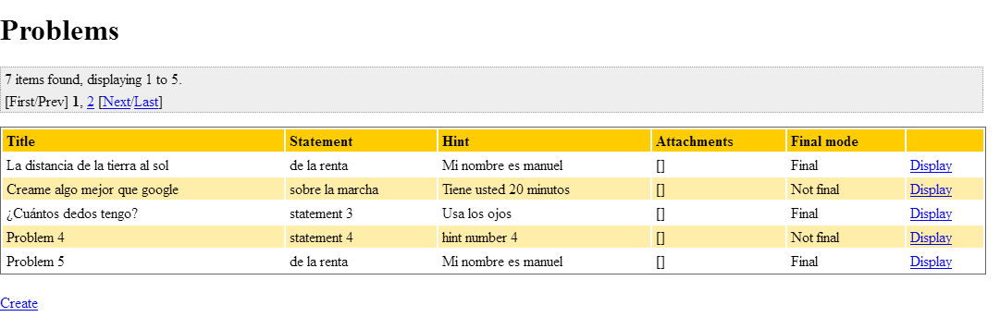 Problems
7 items found, displaying 1 to 5.
[First/Prev] 1, 2 [Next/Last]
Title Statement Hint Attachments Final mode
La distancia de la tierra al sol de la renta Mi nombre es manuel [] Final Display
Creame algo mejor que google sobre la marcha Tiene usted 20 minutos [] Not final Display
¿Cuántos dedos tengo? statement 3 Usa los ojos [] Final Display
Problem 4 statement 4 hint number 4 [] Not final Display
Problem 5 de la renta Mi nombre es manuel [] Final Display
Create